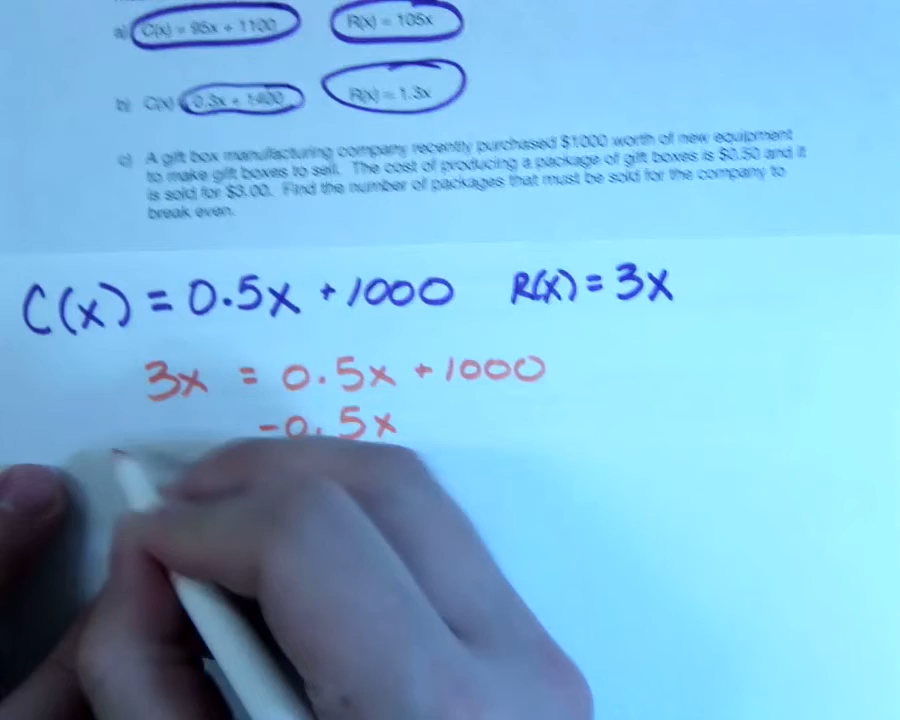 a) C(x) = 95x + 1100 R(x) = 105x
b) C(x) = 0.3x + 1400 R(x) = 1.3x
c) A gift box manufacturing company recently purchased $1000 worth of new equipment
to make gift boxes to sell. The cost of producing a package of gift boxes is $0.50 and it
is sold for $3.00. Find the number of packages that must be sold for the company to
break even.
C(x) = 0.5x + 1000 R(x) = 3x
3x = 0.5x + 1000
-0.5x